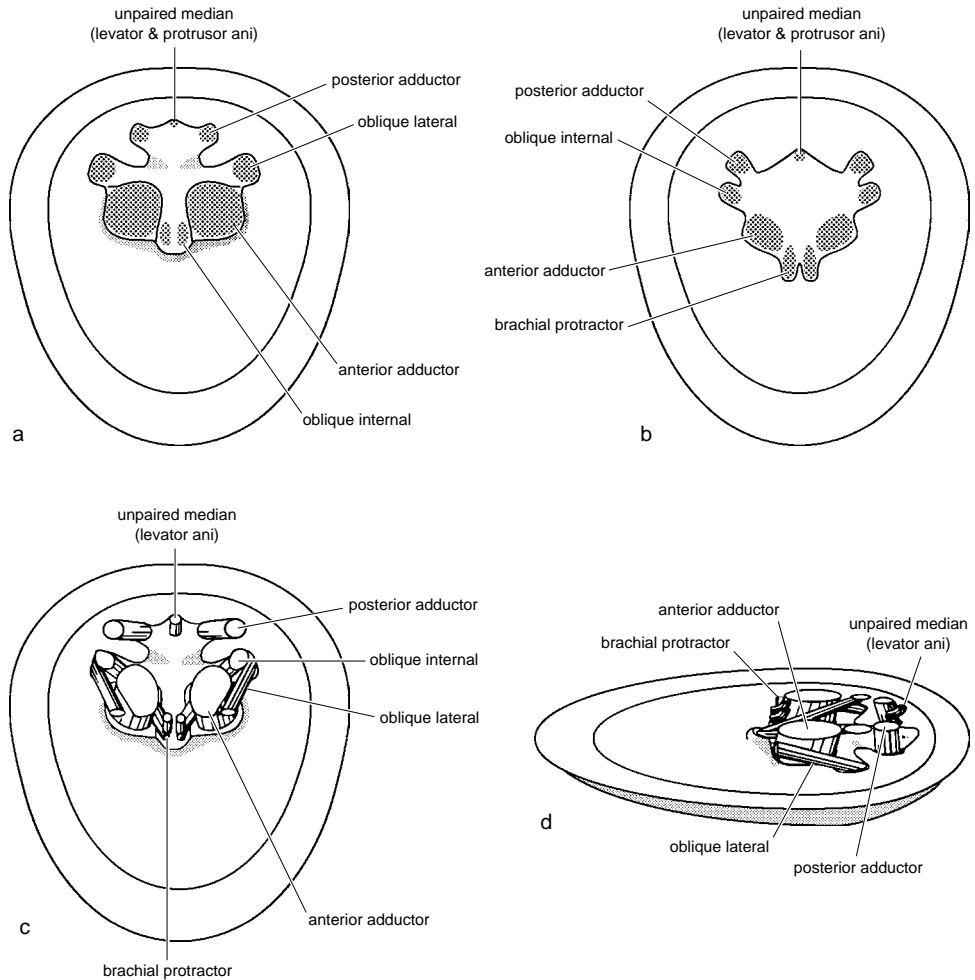 unpaired median
(levator & protrusor ani)
posterior adductor
oblique lateral
anterior adductor
oblique internal
a
unpaired median
(levator & protrusor ani)
posterior adductor
oblique internal
anterior adductor
brachial protractor
b
unpaired median
(levator ani)
posterior adductor
oblique internal
oblique lateral
anterior adductor
brachial protractor
c
anterior adductor
brachial protractor
unpaired median
(levator ani)
oblique lateral
posterior adductor
d